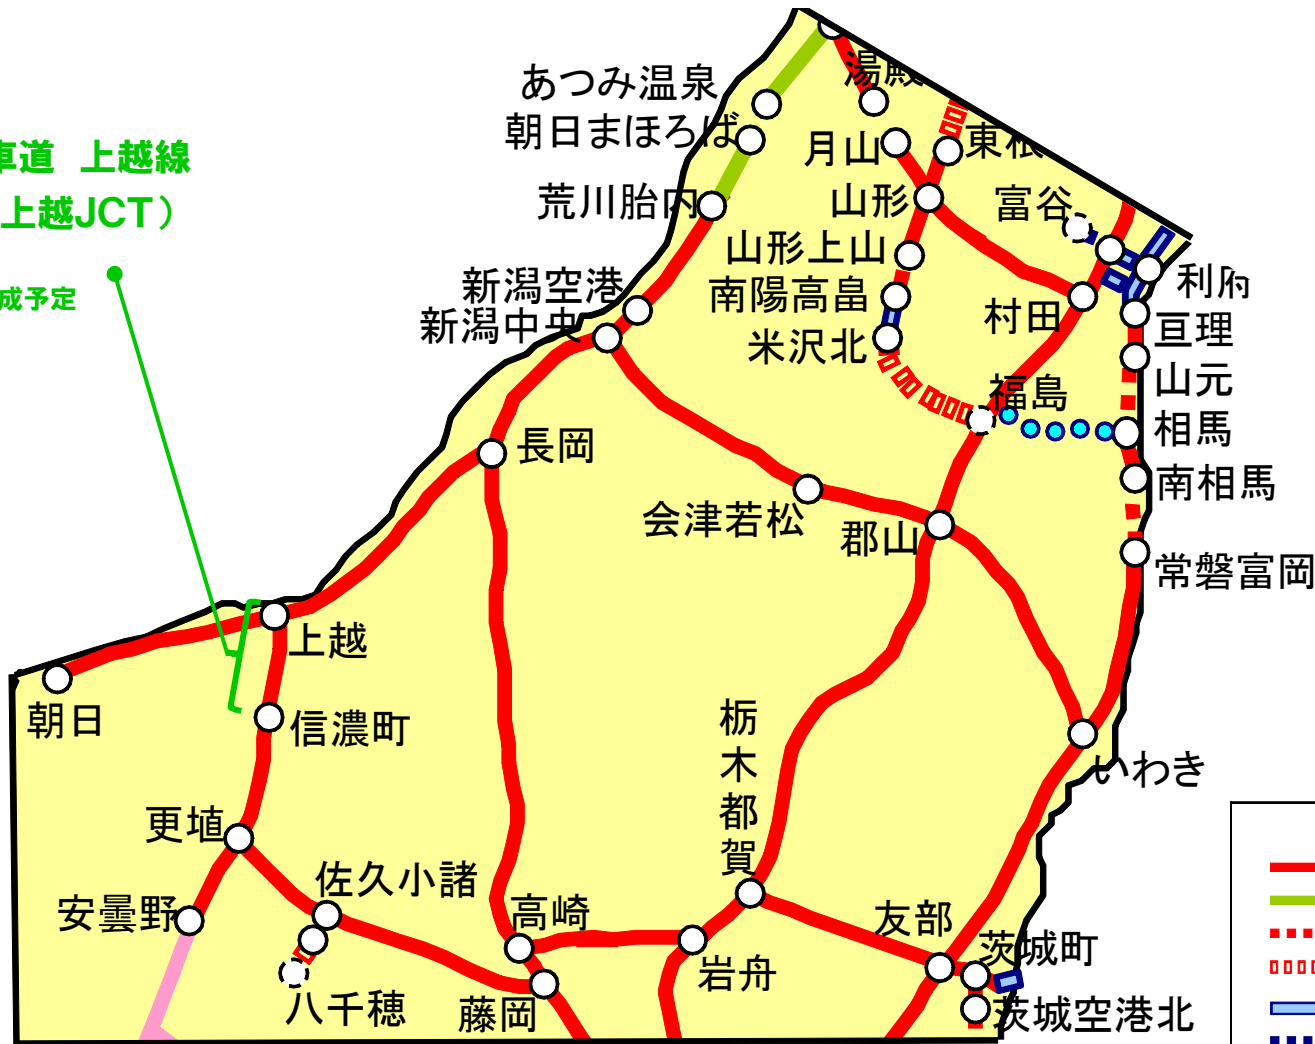 車道 上越線
上越JCT）
成予定
あつみ温泉
朝日まほろば
荒川胎内
新潟空港
新潟中央
湯殿
月山
東根
山形
富谷
山形上山
南陽高畠
米沢北
村田
利府
亘理
山元
福島
相馬
南相馬
常磐富岡
長岡
会津若松
郡山
上越
朝日
信濃町
栃木都賀
いわき
更埴
安曇野
佐久小諸
八千穂
高崎
藤岡
岩舟
友部
茨城町
茨城空港北